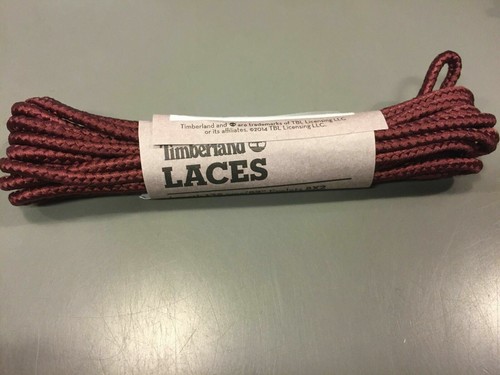 Timberland and are trademarks of TBL Licensing LLC
or its affiliates. ©2014 TBL Licensing LLC.
Timberland
LACES